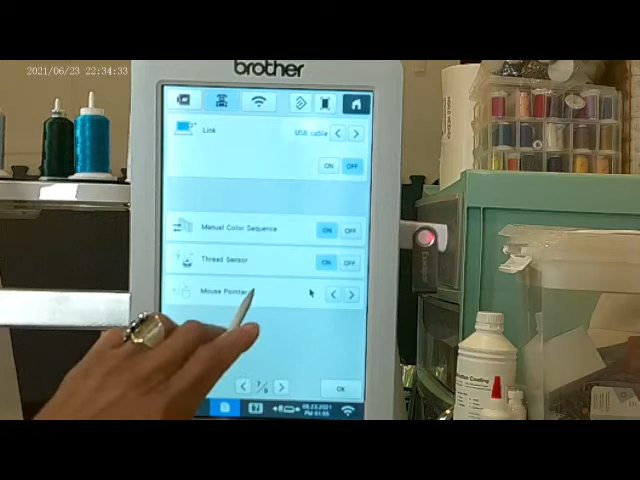 2021/06/23 22:34:33
brother
Link
USB cable
ON OFF
Manual Color Sequence
ON OFF
Thread Sensor
ON OFF
Mouse Pointer
OK